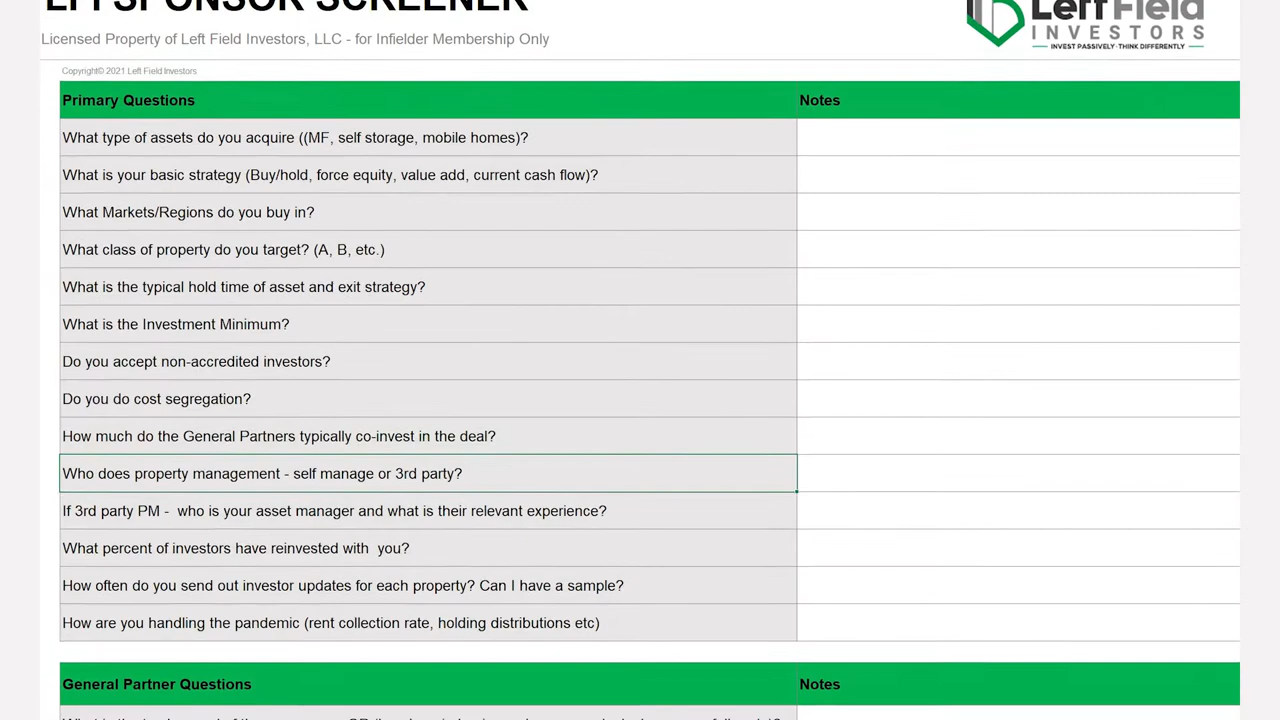 LFI SPONSOR SCREENER
Licensed Property of Left Field Investors, LLC - for Infielder Membership Only
Left Field
INVESTORS
INVEST PASSIVELY·THINK DIFFERENTLY
Copyright© 2021 Left Field Investors
Primary Questions Notes
What type of assets do you acquire ((MF, self storage, mobile homes)?
What is your basic strategy (Buy/hold, force equity, value add, current cash flow)?
What Markets/Regions do you buy in?
What class of property do you target? (A, B, etc.)
What is the typical hold time of asset and exit strategy?
What is the Investment Minimum?
Do you accept non-accredited investors?
Do you do cost segregation?
How much do the General Partners typically co-invest in the deal?
Who does property management - self manage or 3rd party?
If 3rd party PM -  who is your asset manager and what is their relevant experience?
What percent of investors have reinvested with  you?
How often do you send out investor updates for each property? Can I have a sample?
How are you handling the pandemic (rent collection rate, holding distributions etc)
General Partner Questions Notes